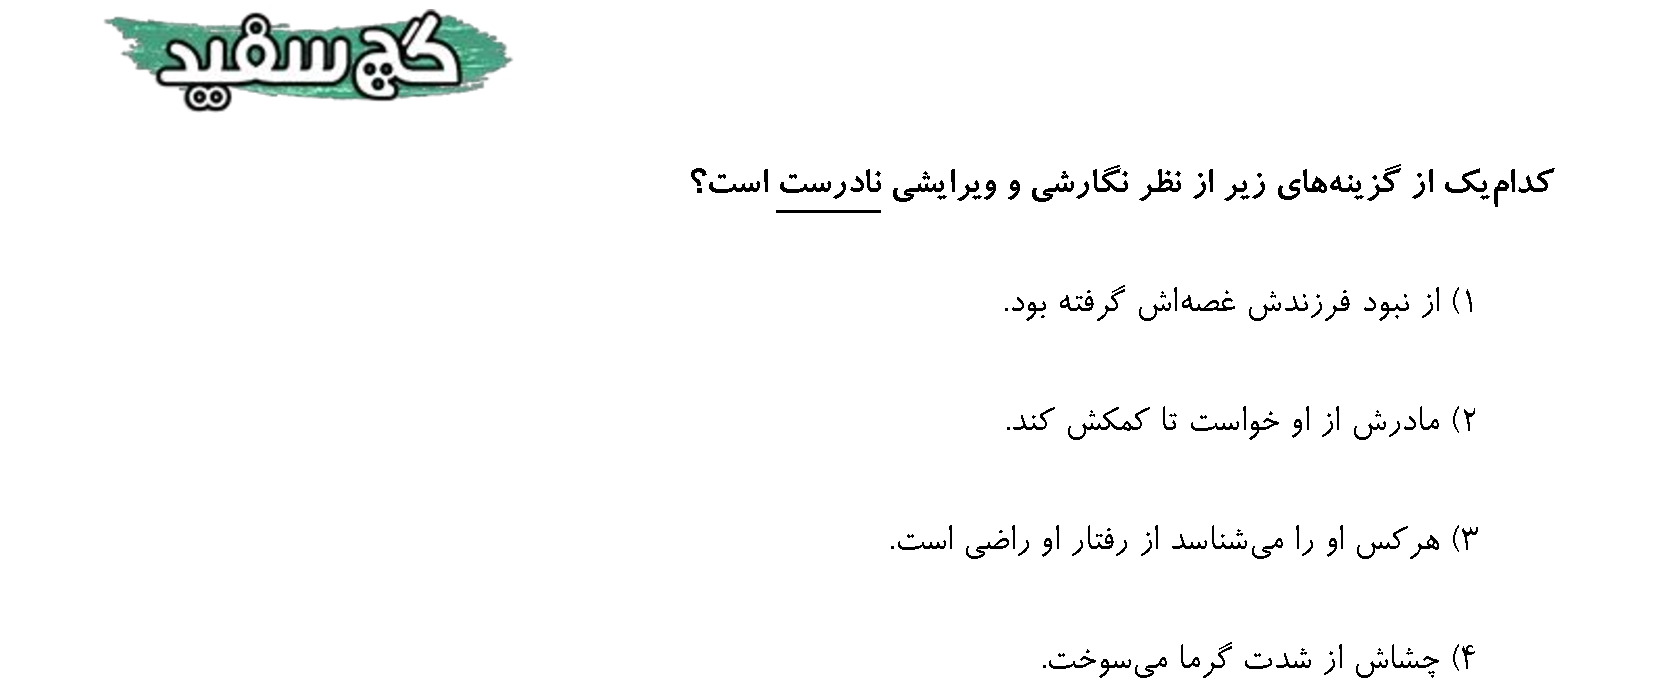 گچ سفید
کدام‌یک از گزینه‌های زیر از نظر نگارشی و ویرایشی نادرست است؟
۱) از نبود فرزندش غصه‌اش گرفته بود.
۲) مادرش از او خواست تا کمکش کند.
۳) هرکس او را می‌شناسد از رفتار او راضی است.
۴) چشاش از شدت گرما می‌سوخت.